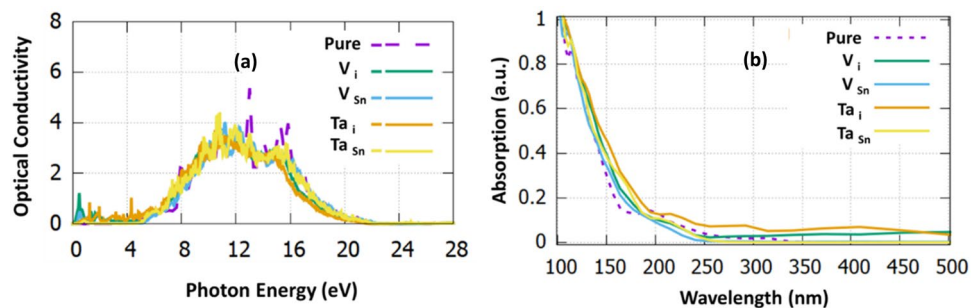 8
6
4
2
0
Optical Conductivity
Pure
V i
V Sn
Ta i
Ta Sn
(a)
0 4 8 12 16 20 24 28
Photon Energy (eV)
1
0.8
0.6
0.4
0.2
0
Absorption (a.u.)
(b)
Pure
V i
V Sn
Ta i
Ta Sn
100 150 200 250 300 350 400 450 500
Wavelength (nm)